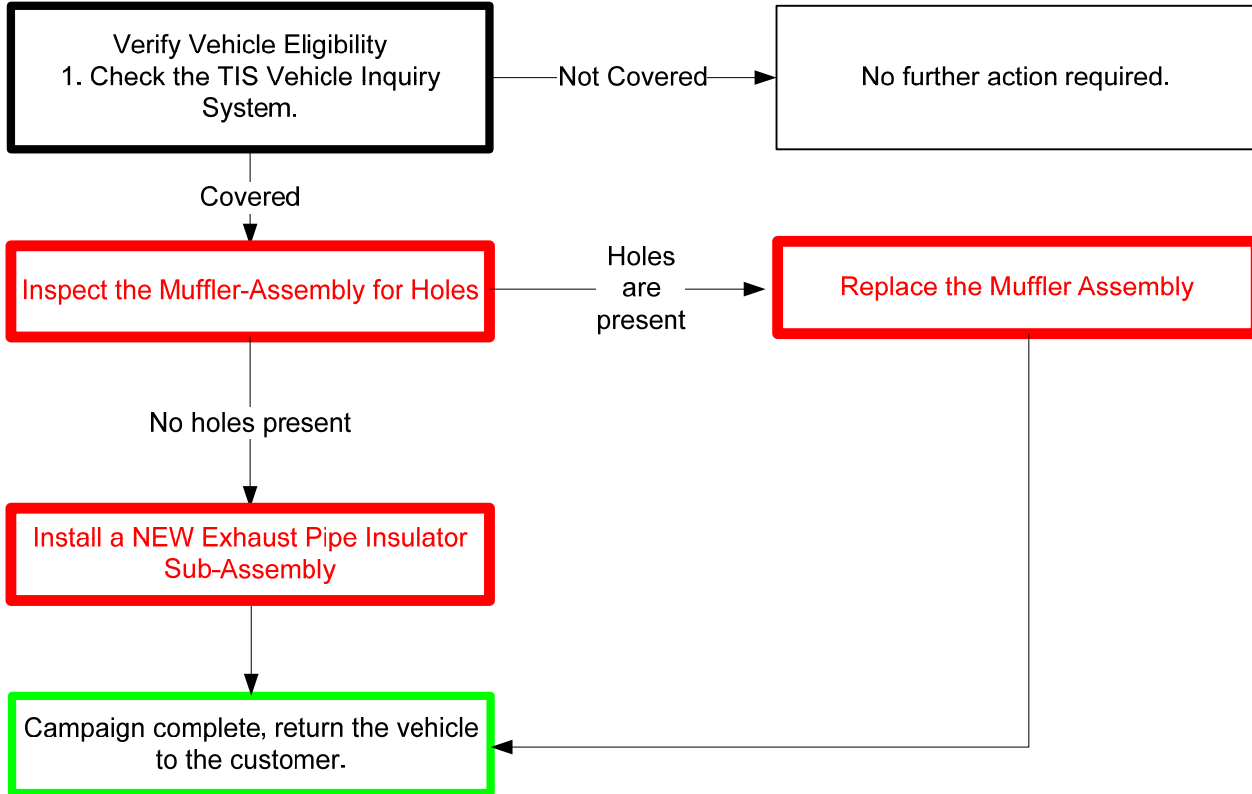 Verify Vehicle Eligibility
1. Check the TIS Vehicle Inquiry
System.
Not Covered
No further action required.
Covered
Inspect the Muffler-Assembly for Holes
Holes
are
present
Replace the Muffler Assembly
No holes present
Install a NEW Exhaust Pipe Insulator
Sub-Assembly
Campaign complete, return the vehicle
to the customer.